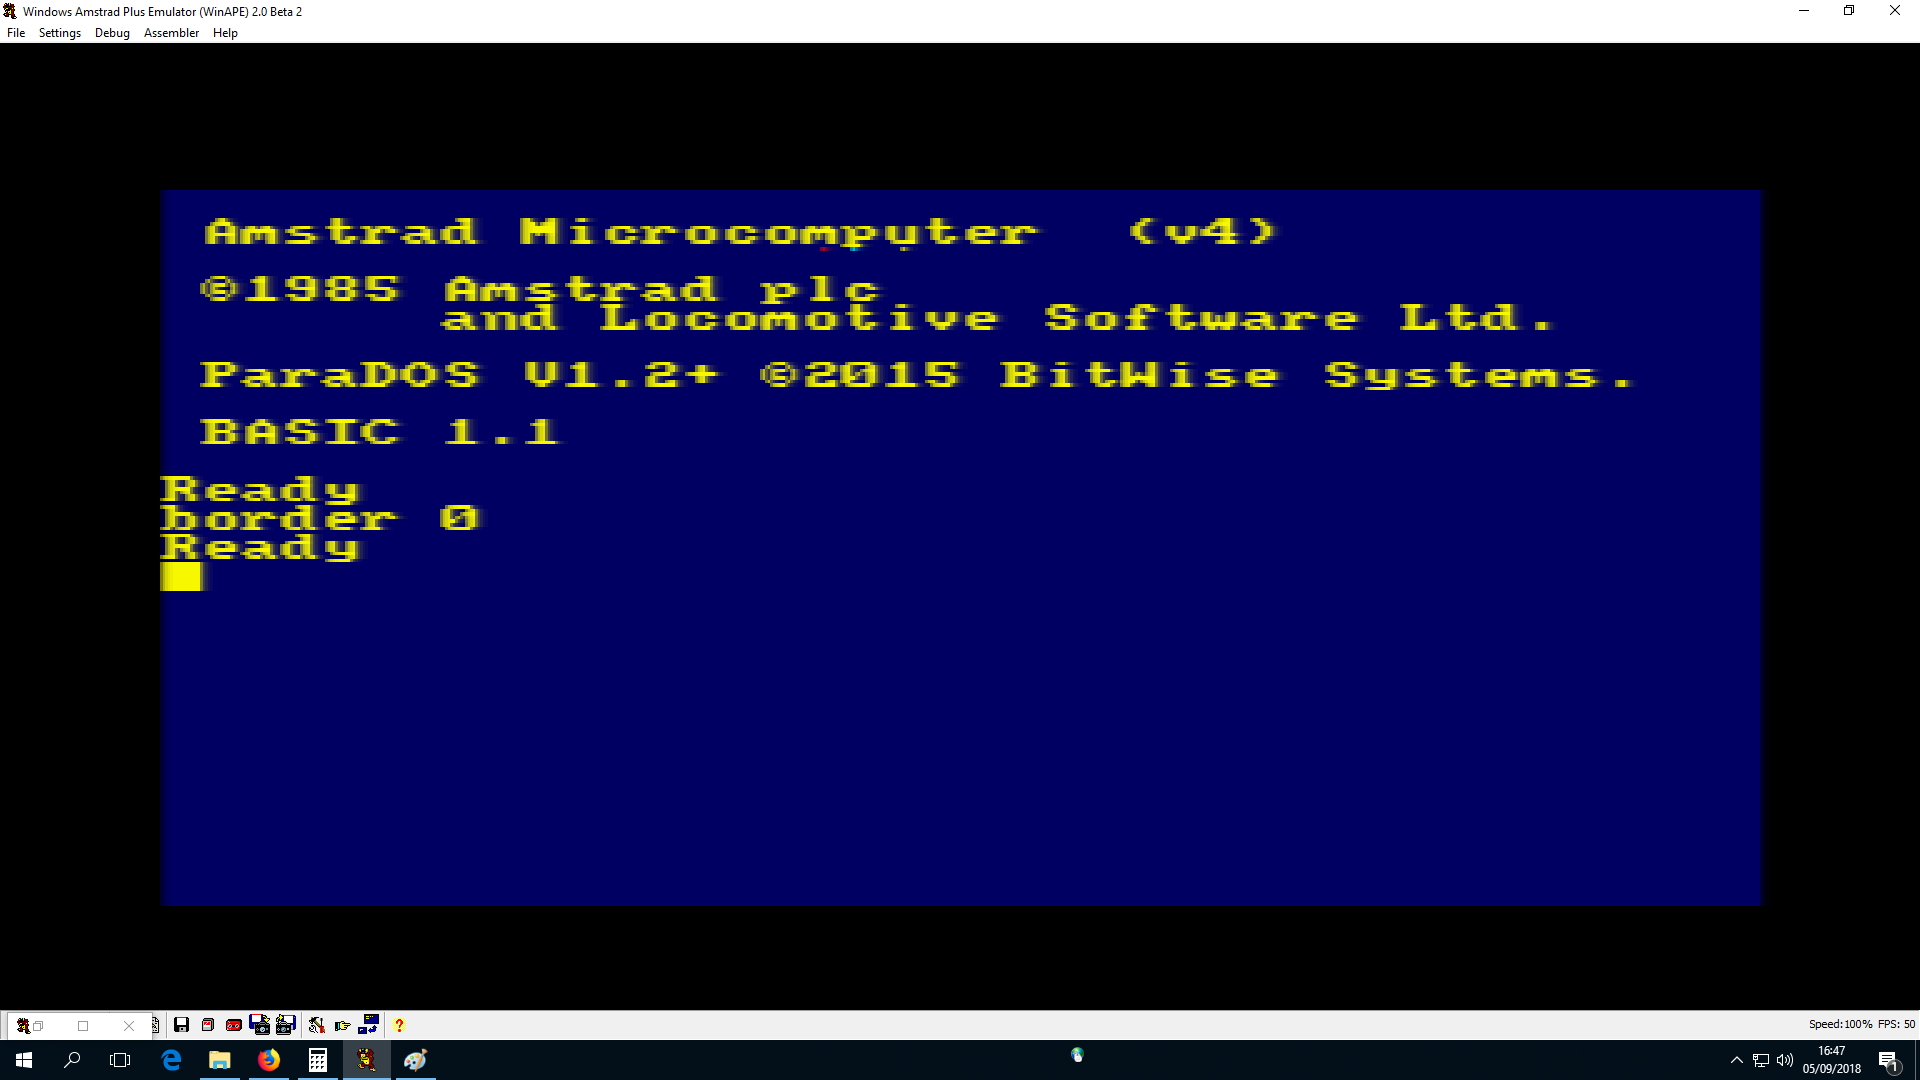 Windows Amstrad Plus Emulator (WinAPE) 2.0 Beta 2
File Settings Debug Assembler Help
Amstrad Microcomputer (v4)
©1985 Amstrad plc
and Locomotive Software Ltd.
ParaDOS V1.2+ ©2015 BitWise Systems.
BASIC 1.1
Ready
border 0
Ready
Speed:100% FPS: 50
16:47
05/09/2018
1